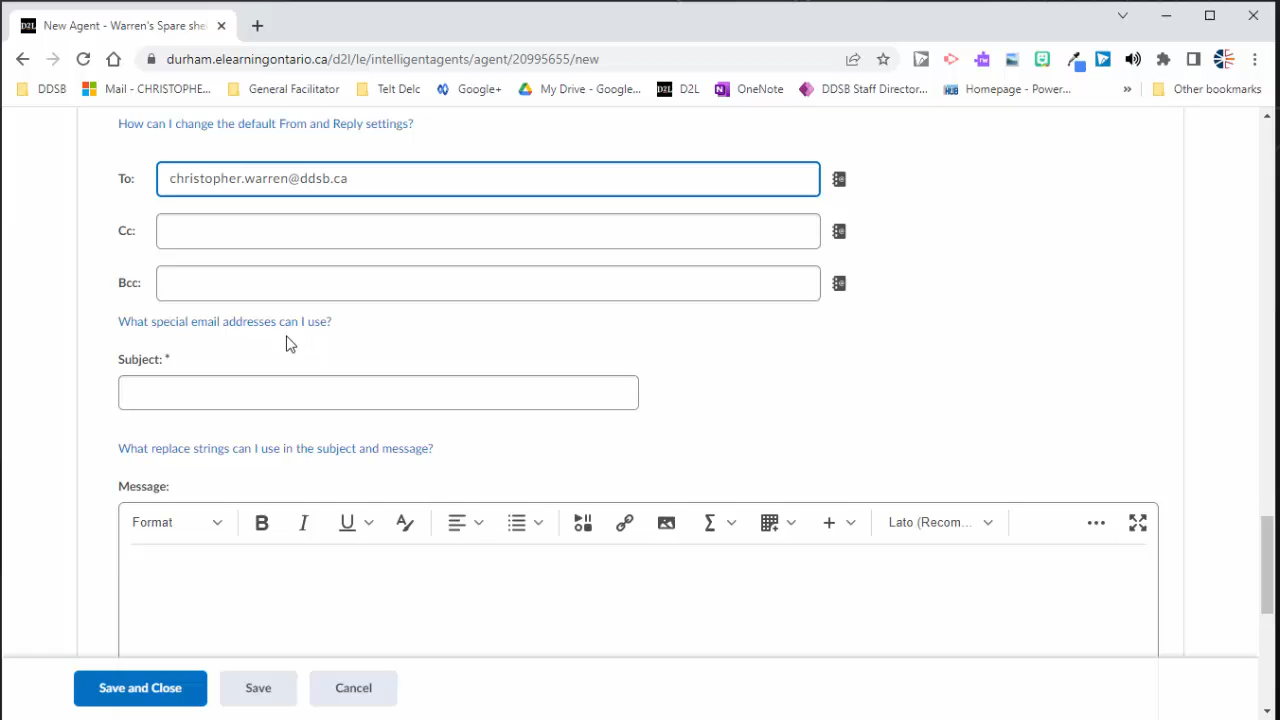 D2L New Agent - Warren's Spare she
durham.elearningontario.ca/d2l/le/intelligentagents/agent/20995655/new
DDSB Mail - CHRISTOPHE... General Facilitator Telt Delc Google+ My Drive - Google... D2L D2L OneNote DDSB Staff Director... HUB Homepage - Power... » Other bookmarks
How can I change the default From and Reply settings?
To: christopher.warren@ddsb.ca
Cc:
Bcc:
What special email addresses can I use?
Subject: *
What replace strings can I use in the subject and message?
Message:
Format B I U Lato (Recom...
Save and Close Save Cancel